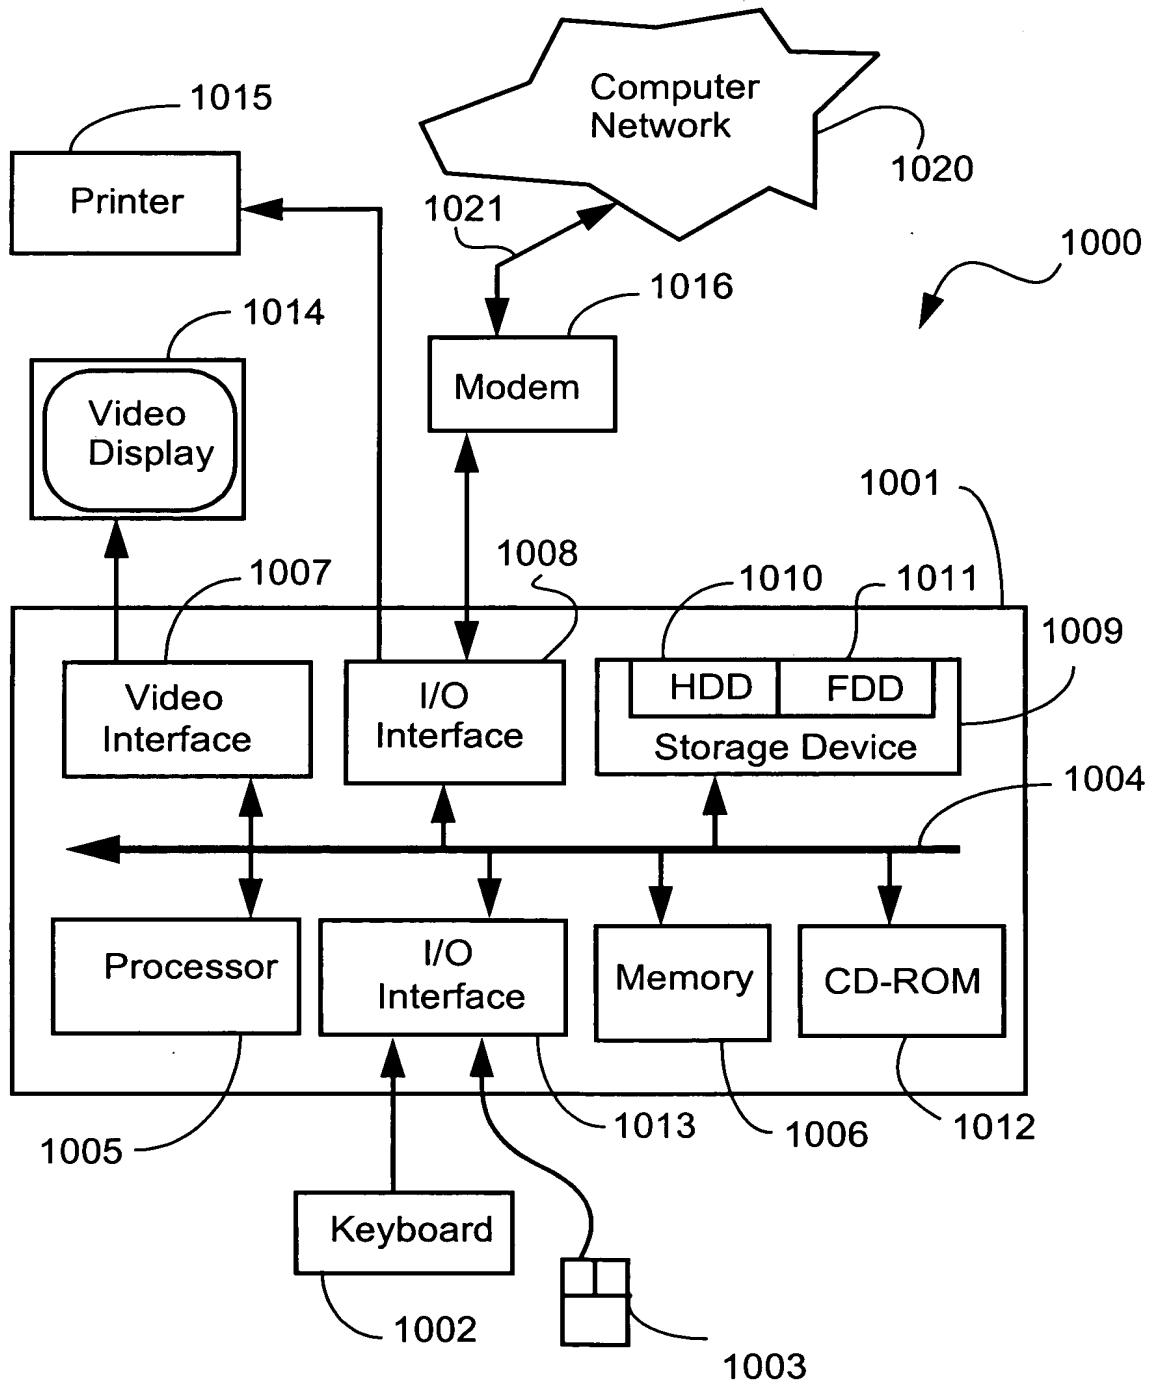 Computer
Network
1020
1015
Printer
1021
1000
1016
Modem
1014
Video
Display
1001
1008
1007
1010
1011
1009
Video
Interface
I/O
Interface
HDD
FDD
Storage Device
1004
Processor
I/O
Interface
Memory
CD-ROM
1005
1013
1006
1012
Keyboard
1002
1003